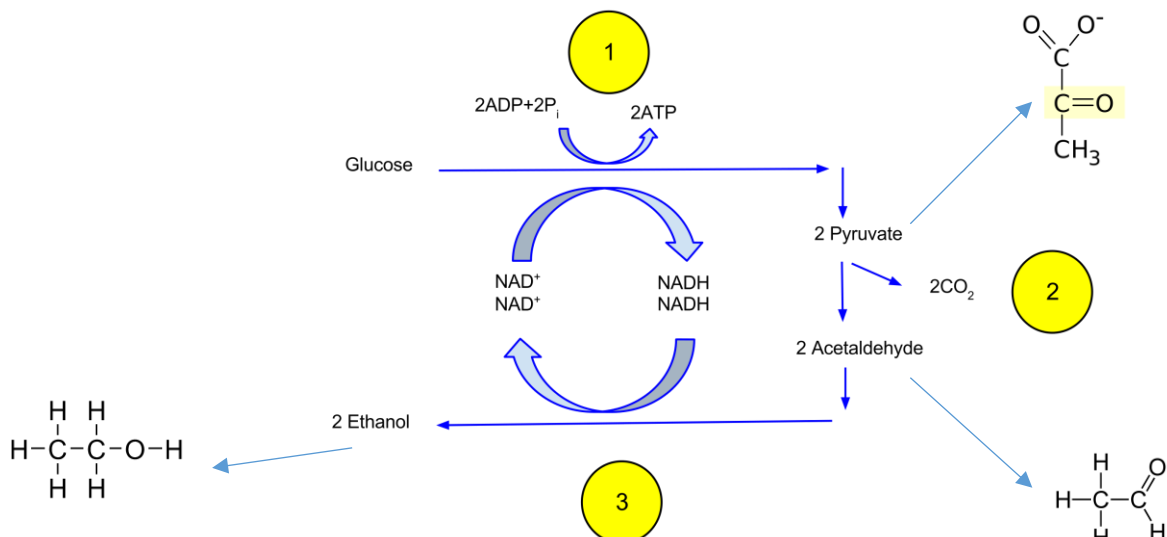 1
2ADP+2Pᵢ
2ATP
Glucose
O
O⁻
C
C=O
CH₃
2 Pyruvate
NAD⁺
NAD⁺
NADH
NADH
2CO₂
2
2 Acetaldehyde
2 Ethanol
H H
H–C–C–O–H
H H
3
H
O
H–C–C
H
H